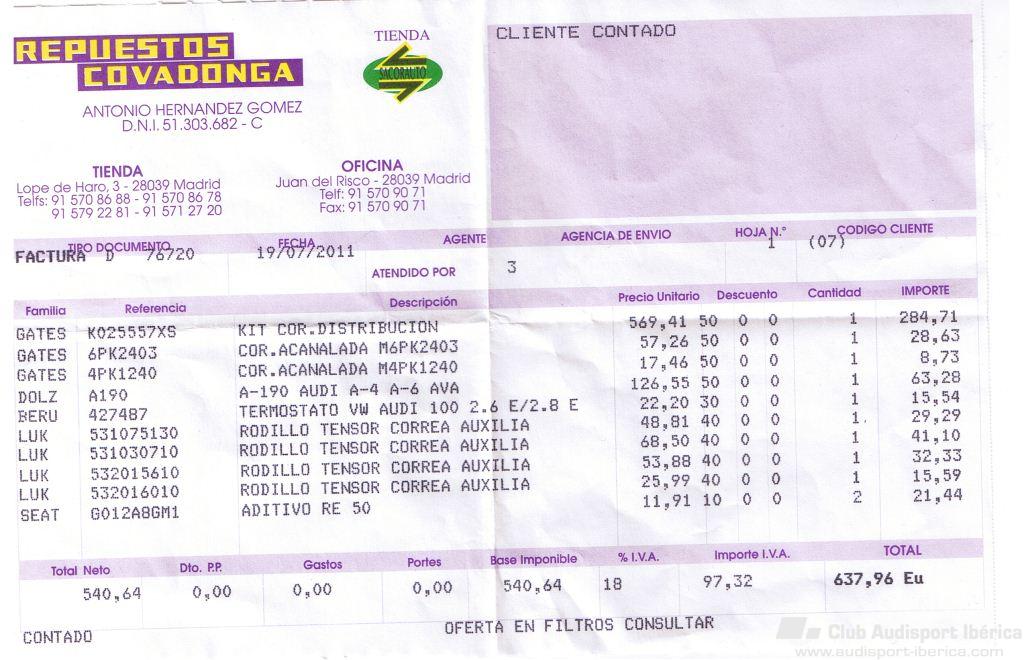 REPUESTOS
COVADONGA
ANTONIO HERNANDEZ GOMEZ
D.N.I. 51.303.682 - C
TIENDA
SACORAUTO
CLIENTE CONTADO
TIENDA
Lope de Haro, 3 - 28039 Madrid
Telfs: 91 570 86 88 - 91 570 86 78
91 579 22 81 - 91 571 27 20
OFICINA
Juan del Risco - 28039 Madrid
Telf: 91 570 90 71
Fax: 91 570 90 71
TIPO DOCUMENTO FECHA AGENTE AGENCIA DE ENVIO HOJA N.º CODIGO CLIENTE
FACTURA D 76720 19/07/2011 1 (07)
ATENDIDO POR 3
Familia Referencia Descripción Precio Unitario Descuento Cantidad IMPORTE
GATES K025557XS KIT COR.DISTRIBUCION 569,41 50 0 0 1 284,71
GATES 6PK2403 COR.ACANALADA M6PK2403 57,26 50 0 0 1 28,63
GATES 4PK1240 COR.ACANALADA M4PK1240 17,46 50 0 0 1 8,73
DOLZ A190 A-190 AUDI A-4 A-6 AVA 126,55 50 0 0 1 63,28
BERU 427487 TERMOSTATO VW AUDI 100 2.6 E/2.8 E 22,20 30 0 0 1 15,54
LUK 531075130 RODILLO TENSOR CORREA AUXILIA 48,81 40 0 0 1 29,29
LUK 531030710 RODILLO TENSOR CORREA AUXILIA 68,50 40 0 0 1 41,10
LUK 532015610 RODILLO TENSOR CORREA AUXILIA 53,88 40 0 0 1 32,33
LUK 532016010 RODILLO TENSOR CORREA AUXILIA 25,99 40 0 0 1 15,59
SEAT G012A8GM1 ADITIVO RE 50 11,91 10 0 0 2 21,44
Total Neto Dto. P.P. Gastos Portes Base Imponible % I.V.A. Importe I.V.A. TOTAL
540,64 0,00 0,00 0,00 540,64 18 97,32 637,96 Eu
CONTADO OFERTA EN FILTROS CONSULTAR
Club Audisport Ibérica
www.audisport-iberica.com